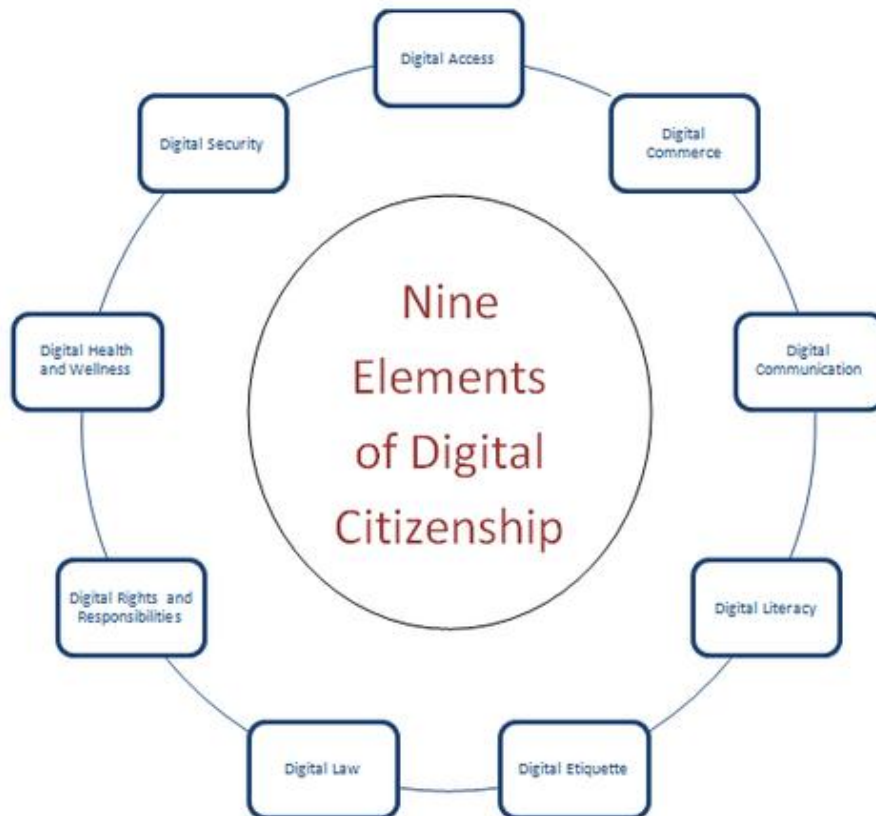 Digital Access
Digital
Commerce
Digital
Communication
Digital Literacy
Digital Etiquette
Digital Law
Digital Rights and
Responsibilities
Digital Health
and Wellness
Digital Security
Nine
Elements
of Digital
Citizenship